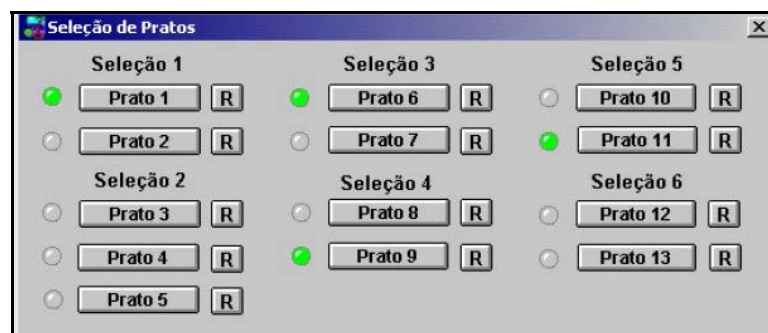 Seleção de Pratos
Seleção 1 Seleção 3 Seleção 5
Prato 1 R Prato 6 R Prato 10 R
Prato 2 R Prato 7 R Prato 11 R
Seleção 2 Seleção 4 Seleção 6
Prato 3 R Prato 8 R Prato 12 R
Prato 4 R Prato 9 R Prato 13 R
Prato 5 R